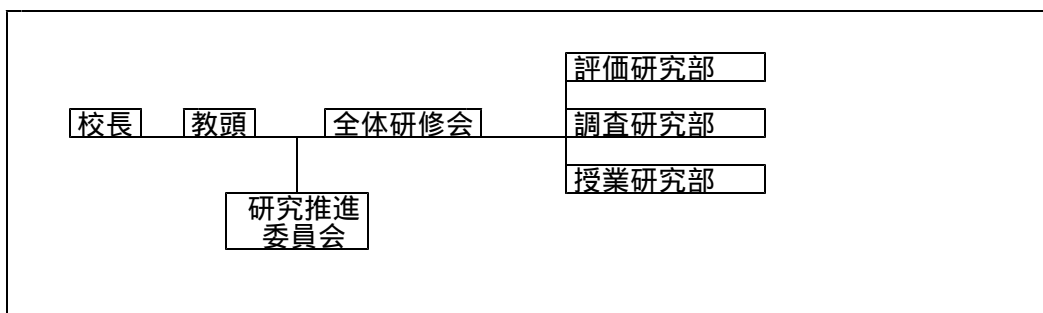 評価研究部
校長
教頭
全体研修会
調査研究部
授業研究部
研究推進
委員会